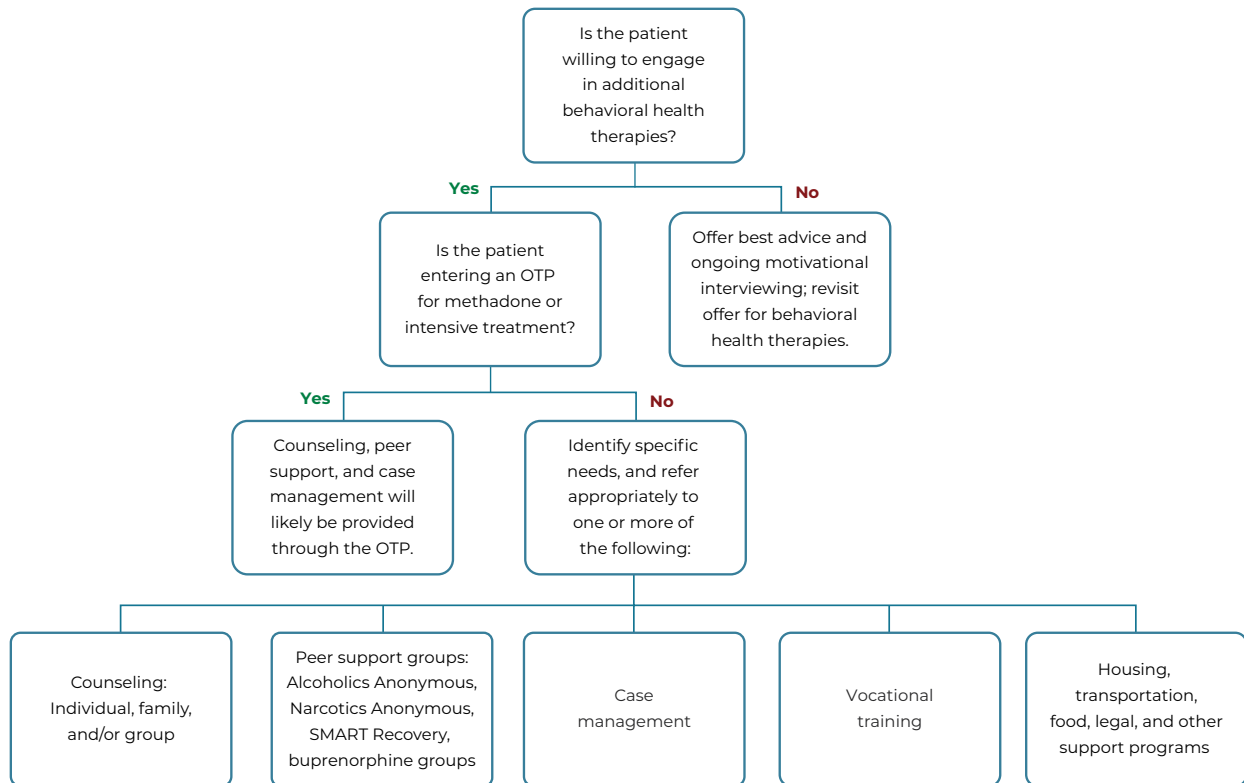 Is the patient
willing to engage
in additional
behavioral health
therapies?
Yes
No
Is the patient
entering an OTP
for methadone or
intensive treatment?
Offer best advice and
ongoing motivational
interviewing; revisit
offer for behavioral
health therapies.
Yes
No
Counseling, peer
support, and case
management will
likely be provided
through the OTP.
Identify specific
needs, and refer
appropriately to
one or more of
the following:
Counseling:
Individual, family,
and/or group
Peer support groups:
Alcoholics Anonymous,
Narcotics Anonymous,
SMART Recovery,
buprenorphine groups
Case
management
Vocational
training
Housing,
transportation,
food, legal, and other
support programs